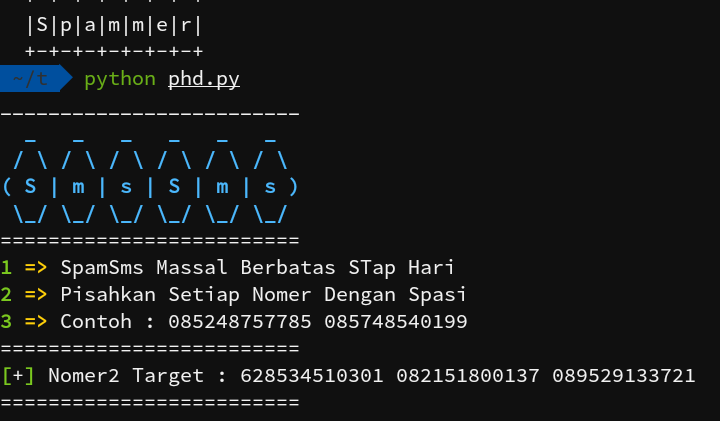 |S|p|a|m|m|e|r|
+-+-+-+-+-+-+-+
~/t python phd.py
-------------------------
  _   _   _   _   _   _
 / \ / \ / \ / \ / \ / \
( S | m | s | S | m | s )
 \_/ \_/ \_/ \_/ \_/ \_/
=========================
1 => SpamSms Massal Berbatas STap Hari
2 => Pisahkan Setiap Nomer Dengan Spasi
3 => Contoh : 085248757785 085748540199
=========================
[+] Nomer2 Target : 628534510301 082151800137 089529133721
=========================